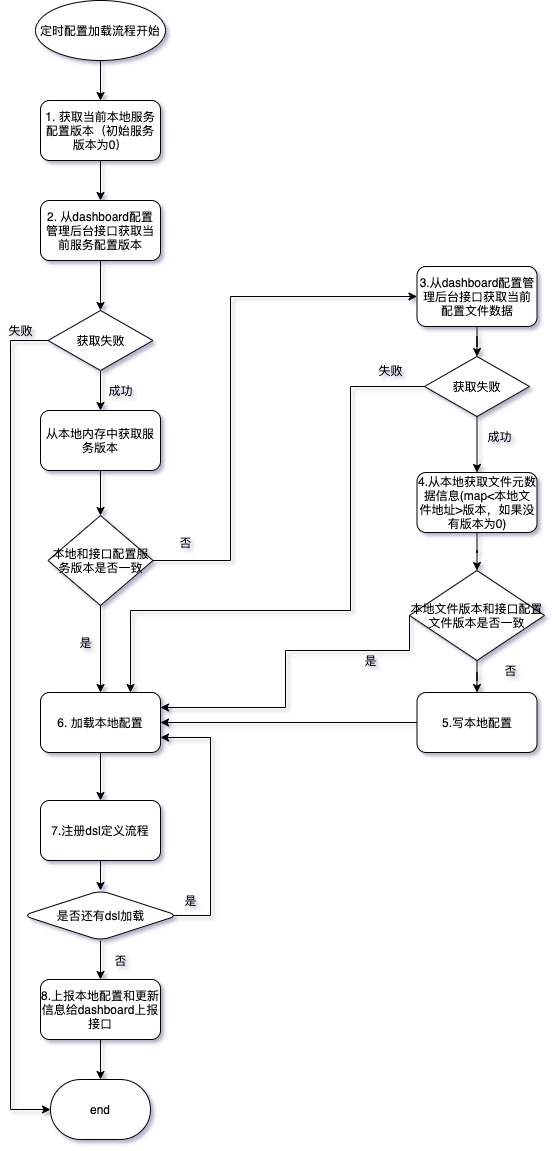 定时配置加载流程开始
1. 获取当前本地服务
配置版本（初始服务
版本为0）
2. 从dashboard配置
管理后台接口获取当
前服务配置版本
3.从dashboard配置管
理后台接口获取当前
配置文件数据
失败
获取失败
失败
获取失败
成功
成功
从本地内存中获取服
务版本
4.从本地获取文件元数
据信息(map<本地文
件地址>版本，如果没
有版本为0)
否
本地和接口配置服
务版本是否一致
本地文件版本和接口配置
文件版本是否一致
是
是
否
6. 加载本地配置
5.写本地配置
7.注册dsl定义流程
是
是否还有dsl加载
否
8.上报本地配置和更新
信息给dashboard上报
接口
end